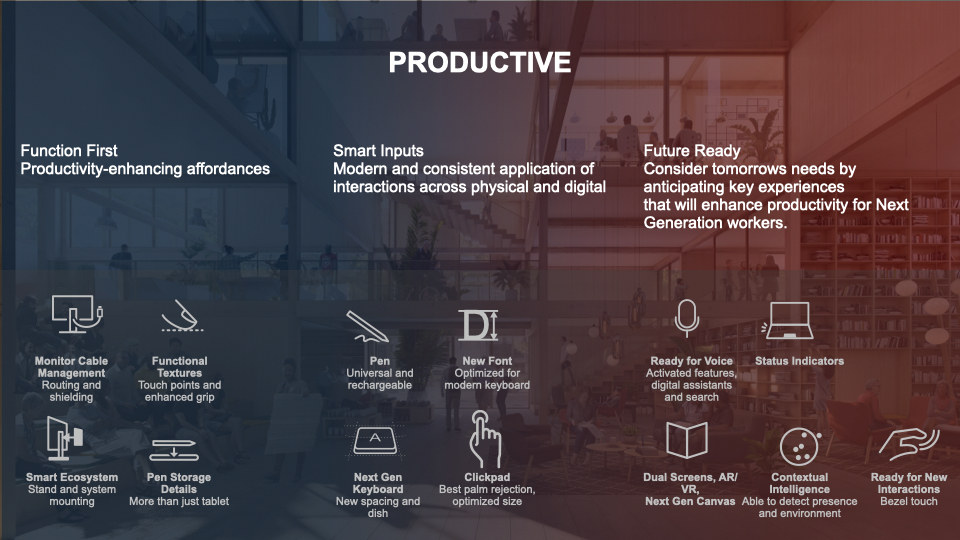 PRODUCTIVE
Function First
Productivity-enhancing affordances
Smart Inputs
Modern and consistent application of
interactions across physical and digital
Future Ready
Consider tomorrows needs by
anticipating key experiences
that will enhance productivity for Next
Generation workers.
Monitor Cable
Management
Routing and
shielding
Functional
Textures
Touch points and
enhanced grip
Pen
Universal and
rechargeable
D
New Font
Optimized for
modern keyboard
Ready for Voice
Activated features,
digital assistants
and search
Status Indicators
Smart Ecosystem
Stand and system
mounting
Pen Storage
Details
More than just tablet
A
Next Gen
Keyboard
New spacing and
dish
Clickpad
Best palm rejection,
optimized size
Dual Screens, AR/
VR,
Next Gen Canvas
Contextual
Intelligence
Able to detect presence
and environment
Ready for New
Interactions
Bezel touch